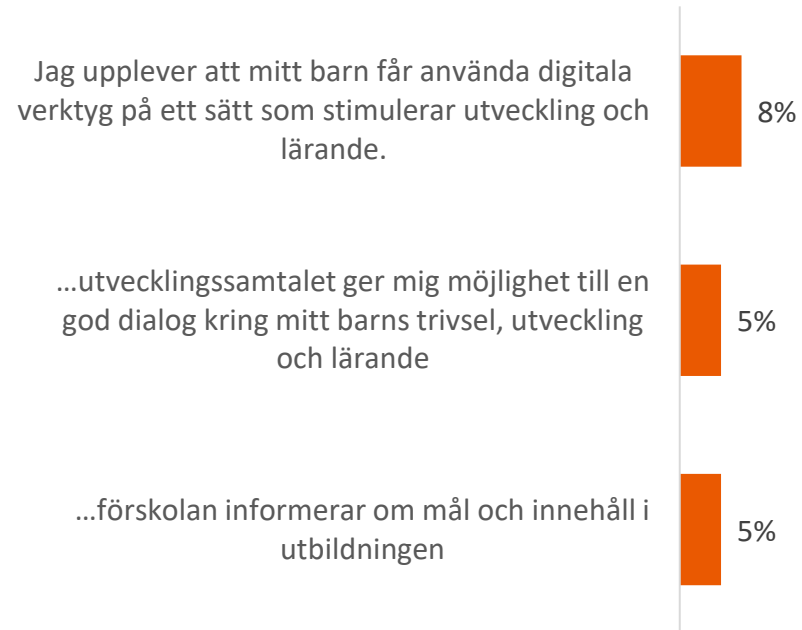 Jag upplever att mitt barn får använda digitala
verktyg på ett sätt som stimulerar utveckling och
lärande.
8%
…utvecklingssamtalet ger mig möjlighet till en
god dialog kring mitt barns trivsel, utveckling
och lärande
5%
…förskolan informerar om mål och innehåll i
utbildningen
5%